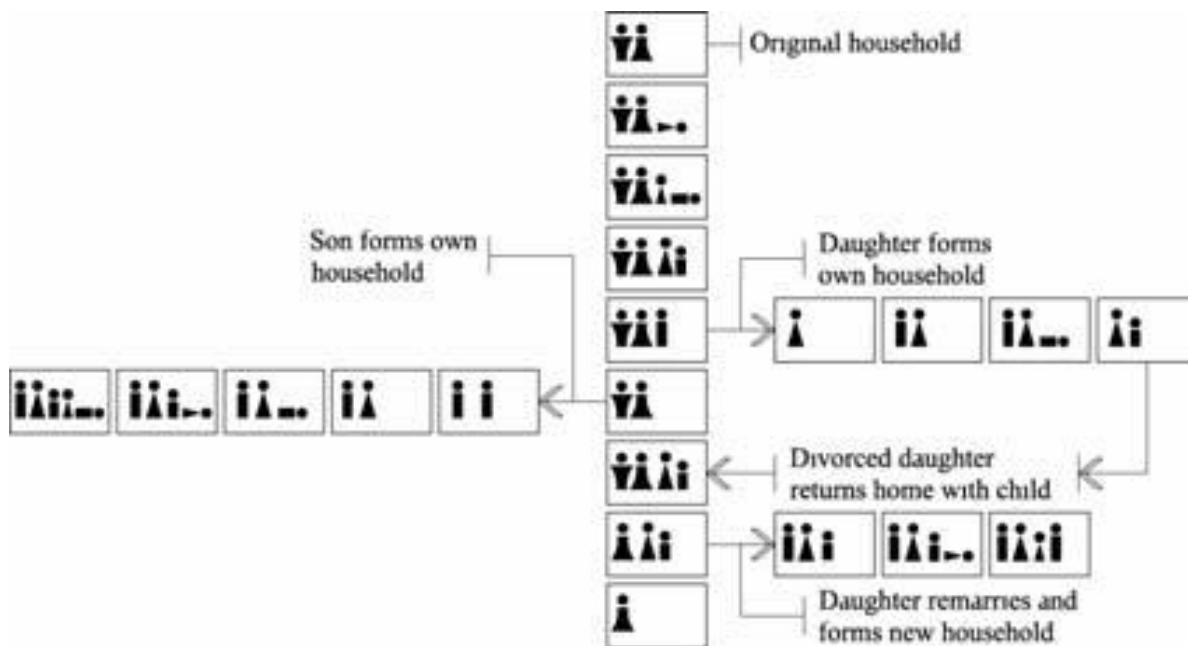 Original household
Son forms own
household
Daughter forms
own household
Divorced daughter
returns home with child
Daughter remarries and
forms new household